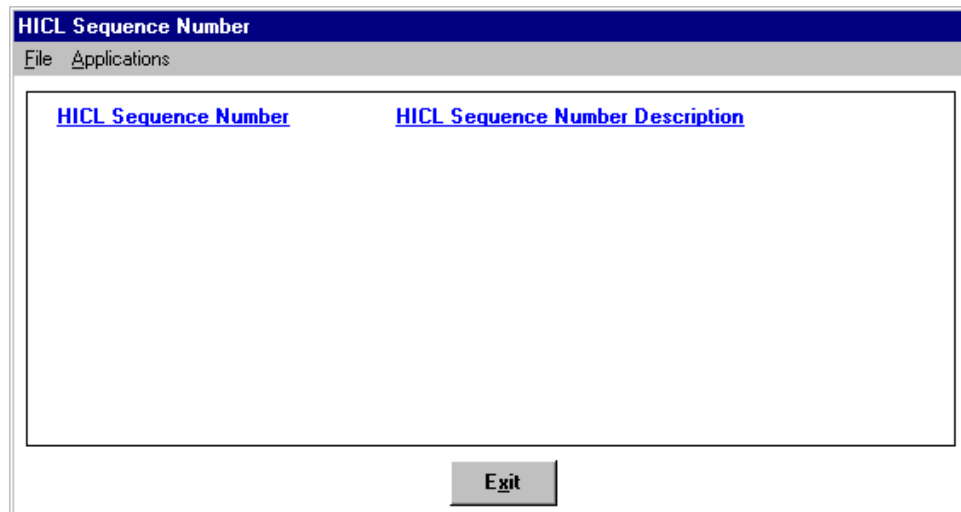 HICL Sequence Number
File Applications
HICL Sequence Number HICL Sequence Number Description
Exit